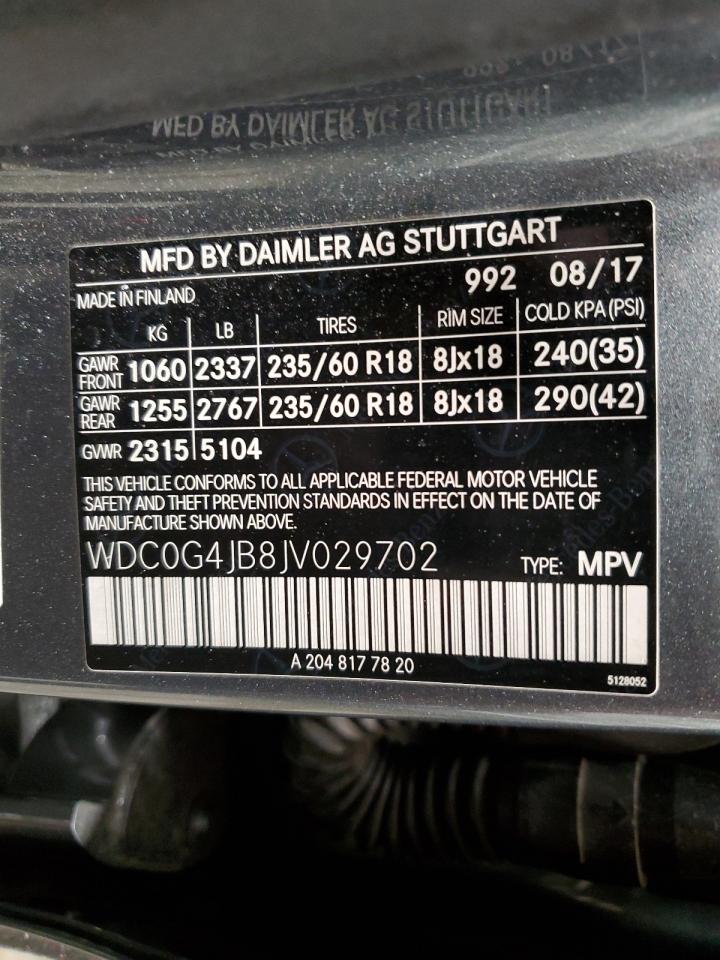 MFD BY DAIMLER AG STUTTGART
992 08/17
MADE IN FINLAND
KG LB TIRES RIM SIZE COLD KPA (PSI)
GAWR FRONT 1060 2337 235/60 R18 8Jx18 240(35)
GAWR REAR 1255 2767 235/60 R18 8Jx18 290(42)
GVWR 2315 5104
THIS VEHICLE CONFORMS TO ALL APPLICABLE FEDERAL MOTOR VEHICLE
SAFETY AND THEFT PREVENTION STANDARDS IN EFFECT ON THE DATE OF
MANUFACTURE SHOWN ABOVE.
WDC0G4JB8JV029702 TYPE: MPV
A 204 817 78 20
5128052